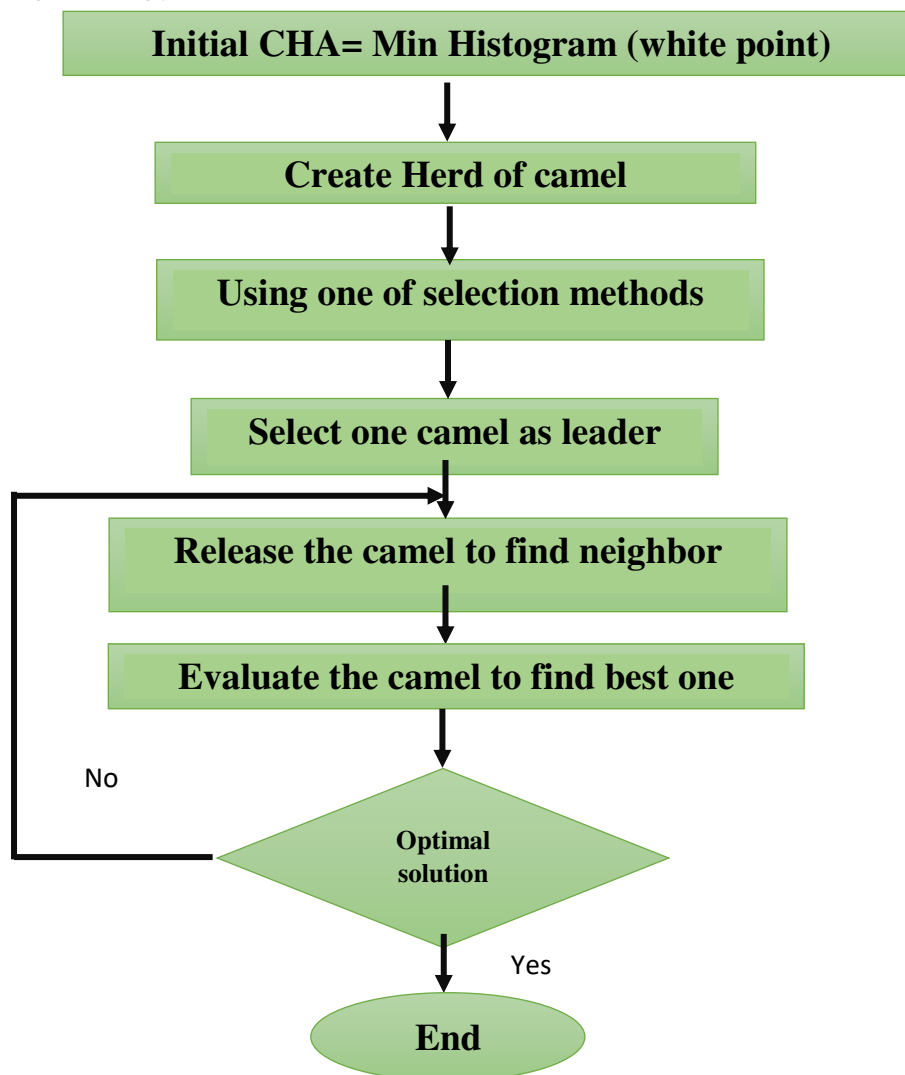 Initial CHA= Min Histogram (white point)
Create Herd of camel
Using one of selection methods
Select one camel as leader
Release the camel to find neighbor
Evaluate the camel to find best one
No
Optimal
solution
Yes
End